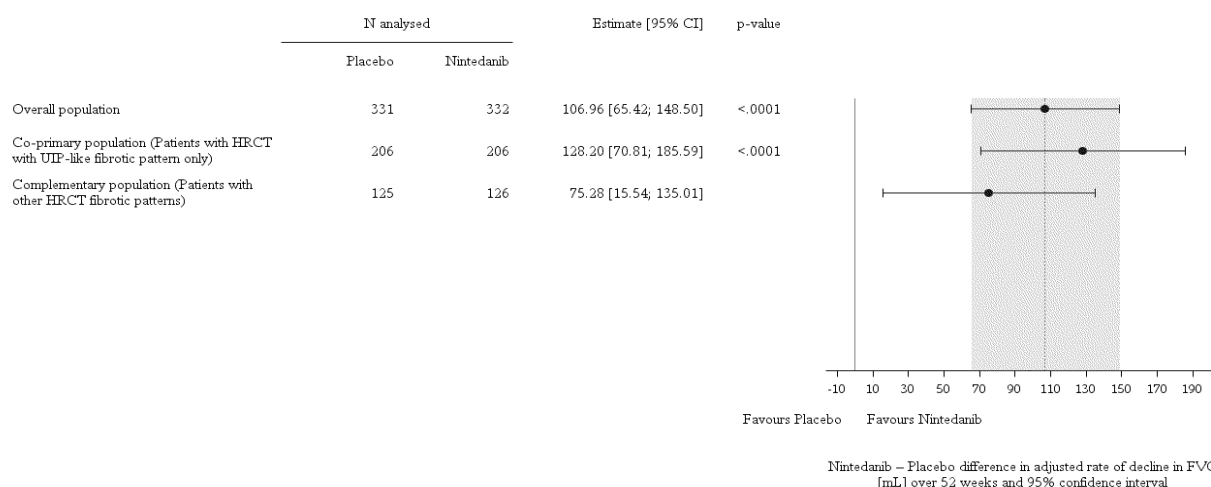 N analysed Estimate [95% CI] p-value
Placebo Nintedanib
Overall population 331 332 106.96 [65.42; 148.50] <.0001
Co-primary population (Patients with HRCT
with UIP-like fibrotic pattern only) 206 206 128.20 [70.81; 185.59] <.0001
Complementary population (Patients with
other HRCT fibrotic patterns) 125 126 75.28 [15.54; 135.01]
-10 10 30 50 70 90 110 130 150 170 190
Favours Placebo Favours Nintedanib
Nintedanib – Placebo difference in adjusted rate of decline in FVC
[mL] over 52 weeks and 95% confidence interval